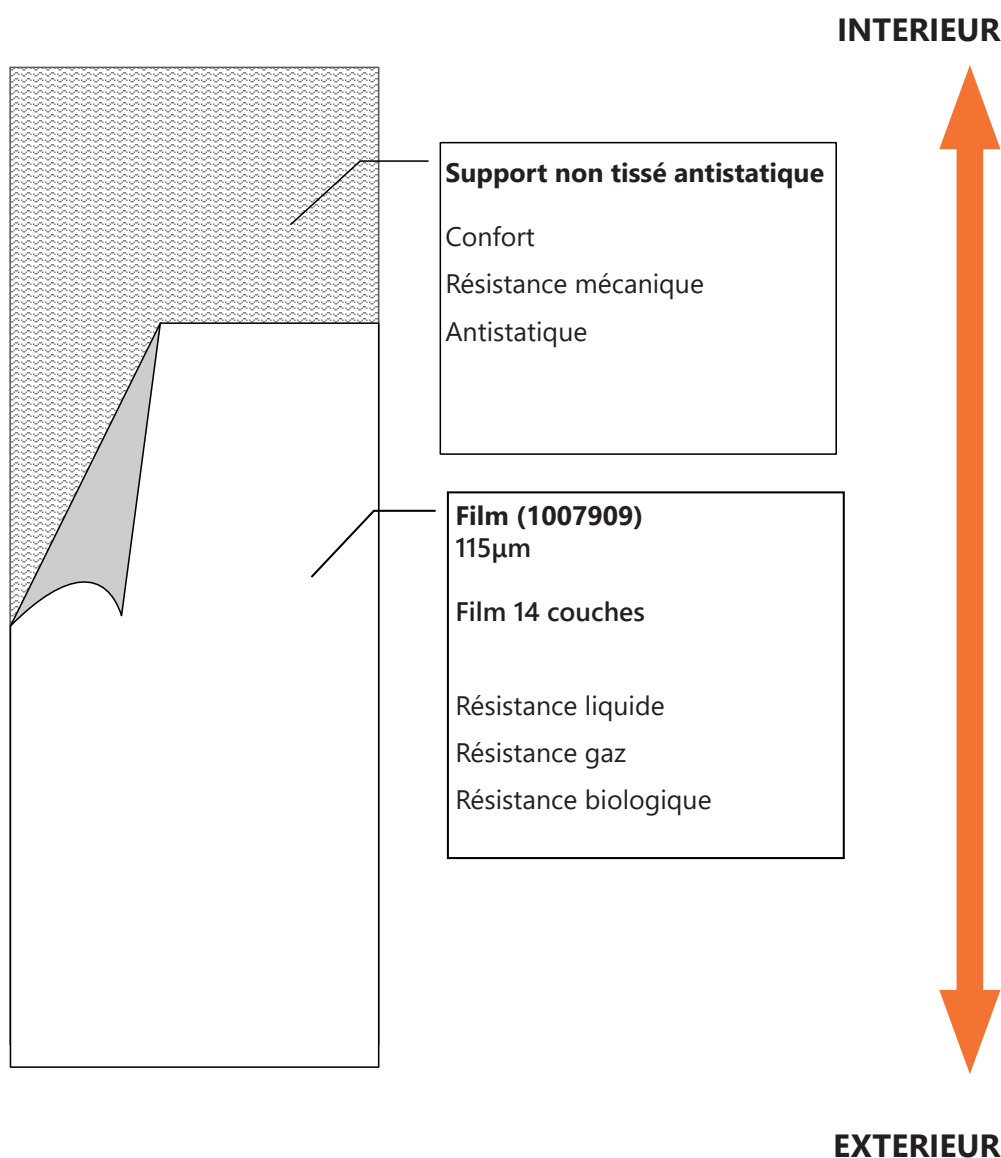 INTERIEUR
Support non tissé antistatique
Confort
Résistance mécanique
Antistatique
Film (1007909)
115µm
Film 14 couches
Résistance liquide
Résistance gaz
Résistance biologique
EXTERIEUR